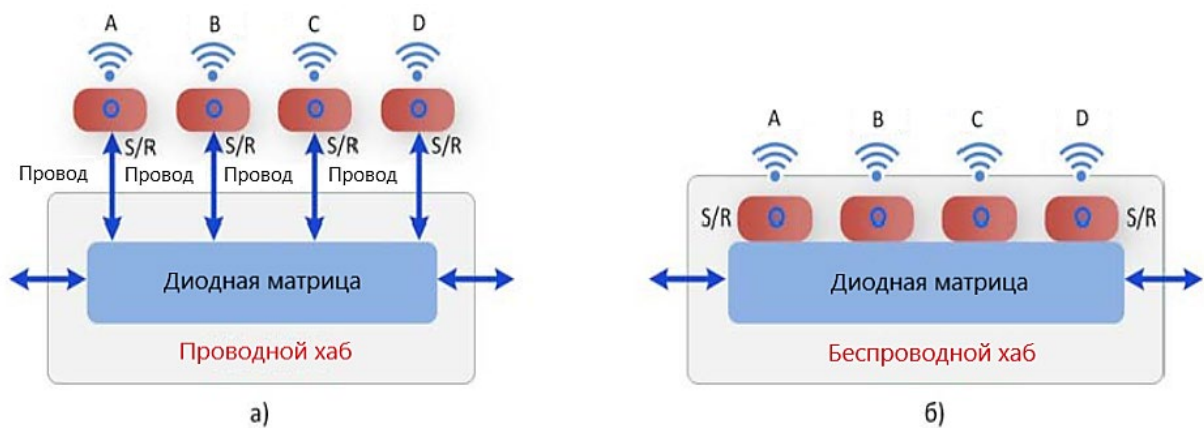 A B C D
S/R S/R S/R S/R
Провод Провод Провод Провод
Диодная матрица
Проводной хаб
а)
A B C D
S/R S/R
Диодная матрица
Беспроводной хаб
б)